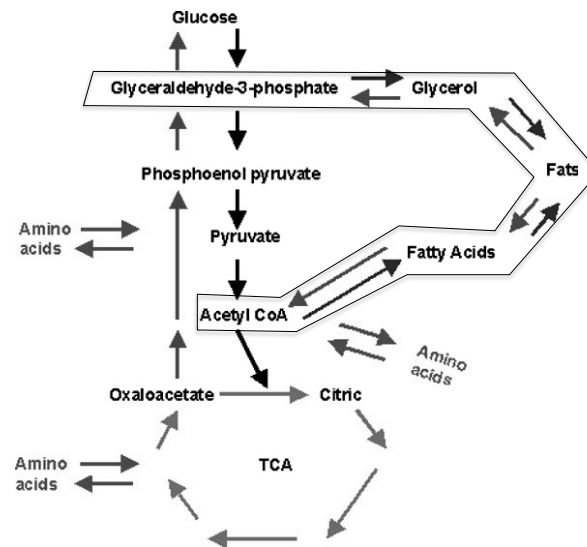 Glucose
Glyceraldehyde-3-phosphate
Glycerol
Phosphoenol pyruvate
Fats
Amino
acids
Pyruvate
Fatty Acids
Acetyl CoA
Amino
acids
Oxaloacetate
Citric
Amino
acids
TCA